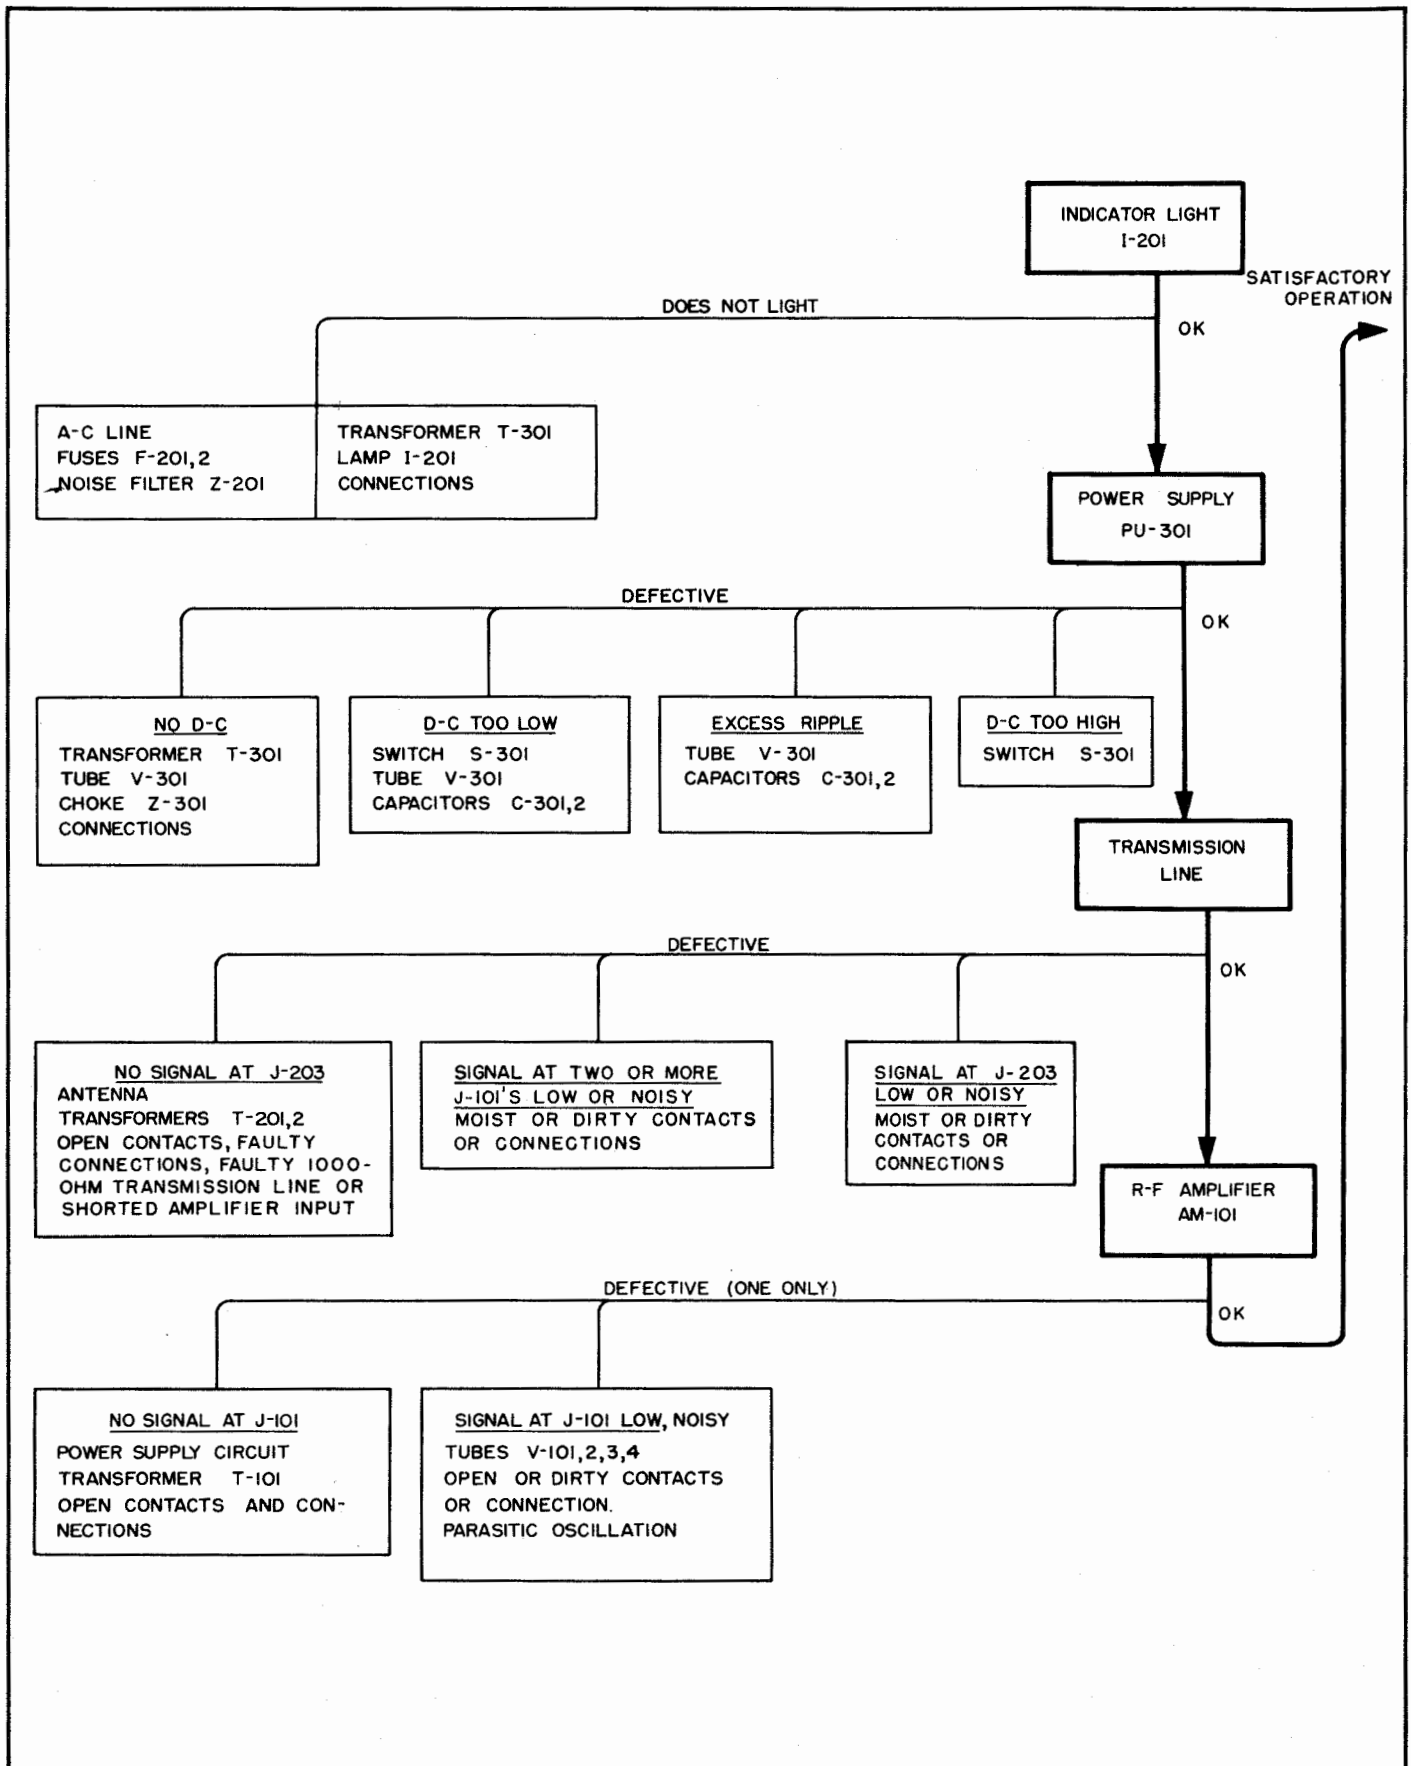 INDICATOR LIGHT
I-201
SATISFACTORY
OPERATION
DOES NOT LIGHT
OK
A-C LINE
FUSES F-201,2
NOISE FILTER Z-201
TRANSFORMER T-301
LAMP I-201
CONNECTIONS
POWER SUPPLY
PU-301
DEFECTIVE
OK
NO D-C
TRANSFORMER T-301
TUBE V-301
CHOKE Z-301
CONNECTIONS
D-C TOO LOW
SWITCH S-301
TUBE V-301
CAPACITORS C-301,2
EXCESS RIPPLE
TUBE V-301
CAPACITORS C-301,2
D-C TOO HIGH
SWITCH S-301
TRANSMISSION
LINE
DEFECTIVE
OK
NO SIGNAL AT J-203
ANTENNA
TRANSFORMERS T-201,2
OPEN CONTACTS, FAULTY
CONNECTIONS, FAULTY 1000-
OHM TRANSMISSION LINE OR
SHORTED AMPLIFIER INPUT
SIGNAL AT TWO OR MORE
J-101'S LOW OR NOISY
MOIST OR DIRTY CONTACTS
OR CONNECTIONS
SIGNAL AT J-203
LOW OR NOISY
MOIST OR DIRTY
CONTACTS OR
CONNECTIONS
R-F AMPLIFIER
AM-101
DEFECTIVE (ONE ONLY)
OK
NO SIGNAL AT J-101
POWER SUPPLY CIRCUIT
TRANSFORMER T-101
OPEN CONTACTS AND CON-
NECTIONS
SIGNAL AT J-101 LOW, NOISY
TUBES V-101,2,3,4
OPEN OR DIRTY CONTACTS
OR CONNECTION.
PARASITIC OSCILLATION